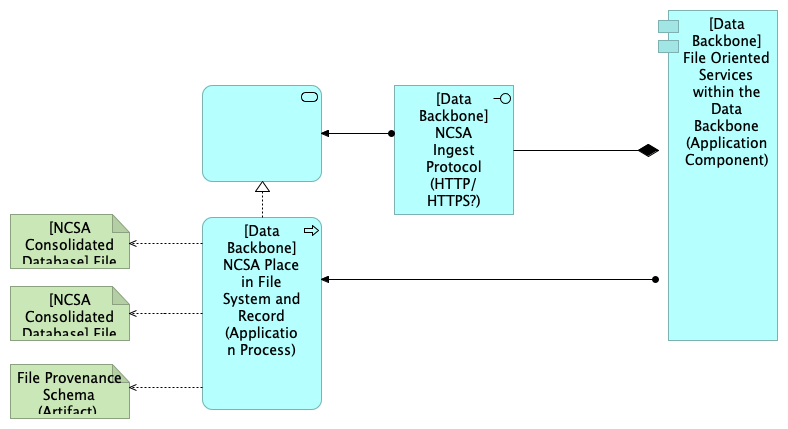 [Data
Backbone]
File Oriented
Services
within the
Data
Backbone
(Application
Component)
[Data
Backbone]
NCSA
Ingest
Protocol
(HTTP/
HTTPS?)
[Data
Backbone]
NCSA Place
in File
System and
Record
(Applicatio
n Process)
[NCSA
Consolidated
Database] File
[NCSA
Consolidated
Database] File
File Provenance
Schema
(Artifact)